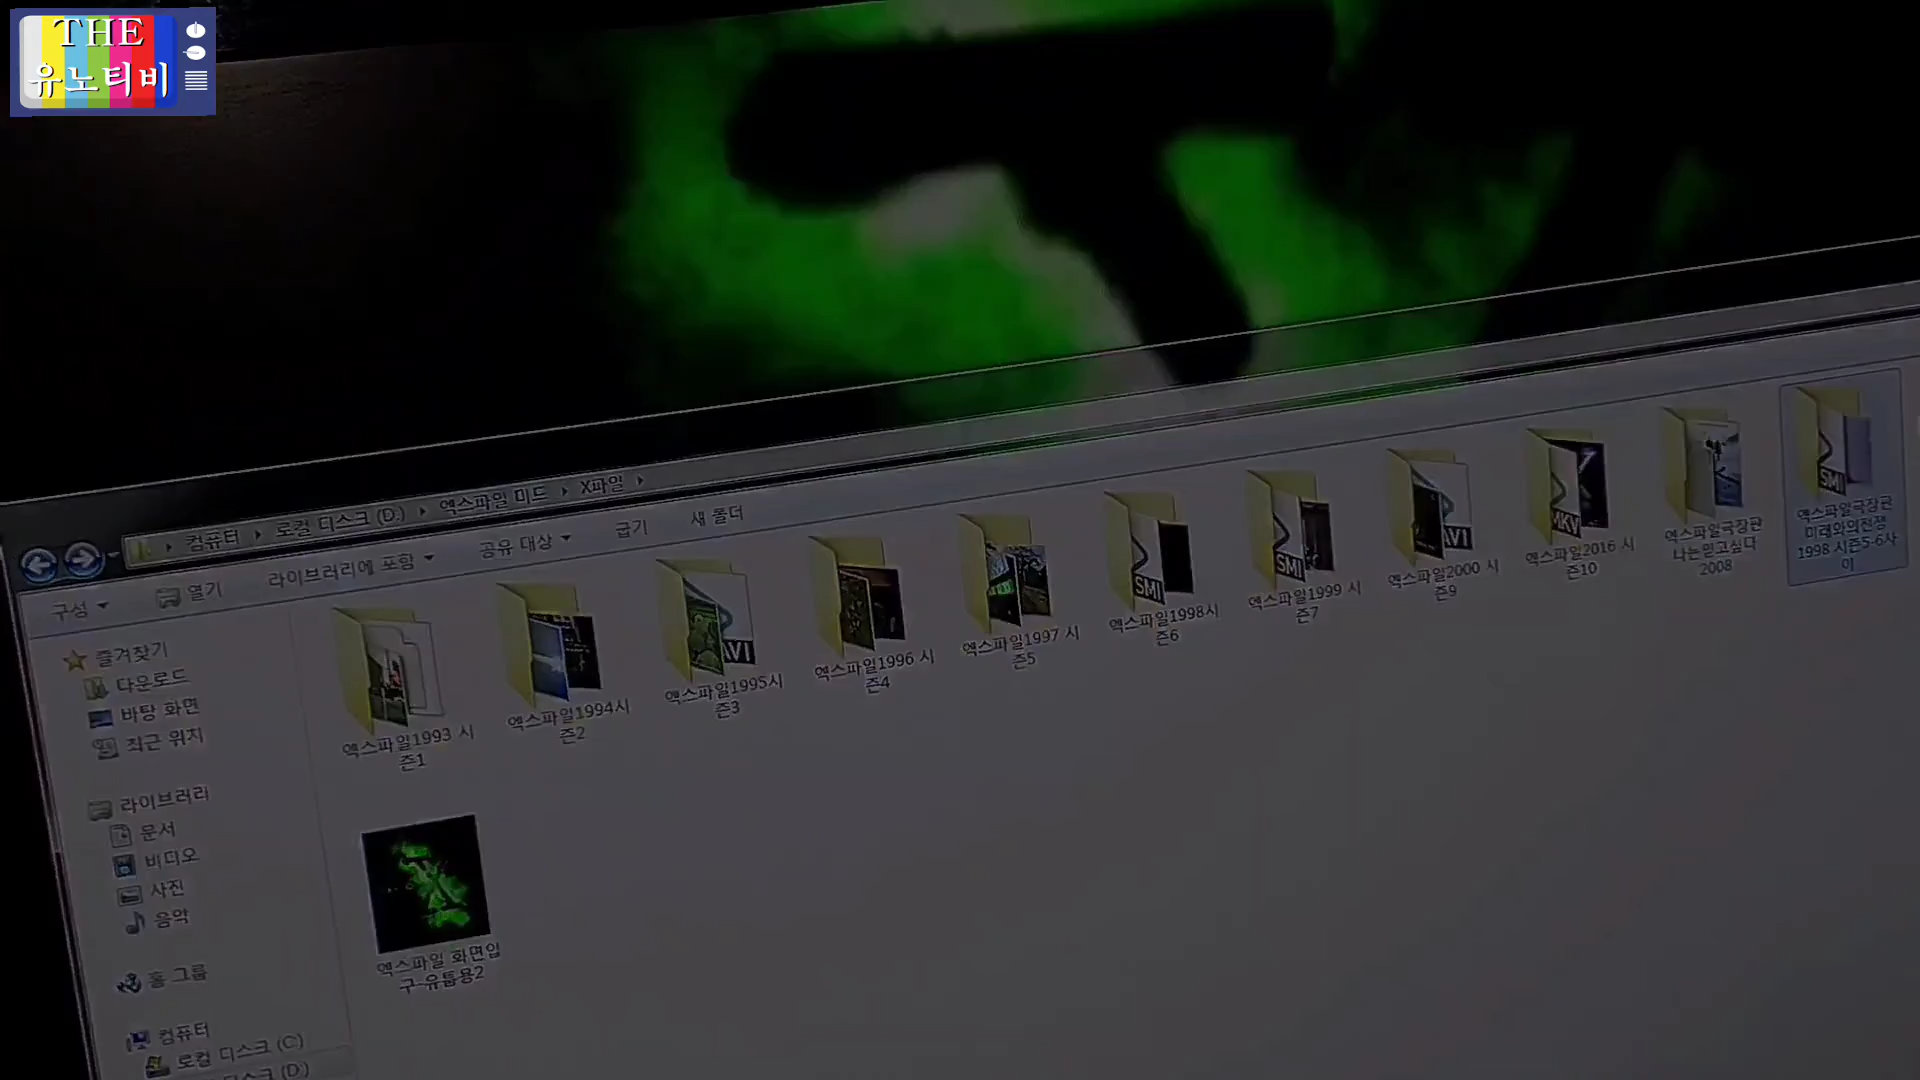 THE
유노티비
컴퓨터
로컬 디스크 (D:)
엑스파일 미드
X파일
구성
열기
라이브러리에 포함
공유 대상
굽기
새 폴더
즐겨찾기
다운로드
바탕 화면
최근 위치
라이브러리
문서
비디오
사진
음악
홈 그룹
컴퓨터
로컬 디스크 (C:)
디스크 (D:)
엑스파일1993 시
즌1
엑스파일1994시
즌2
엑스파일1995시
즌3
엑스파일1996 시
즌4
엑스파일1997 시
즌5
엑스파일1998시
즌6
엑스파일1999 시
즌7
엑스파일2000 시
즌9
엑스파일2016 시
즌10
엑스파일극장판
나는믿고싶다
2008
엑스파일극장판
미래와의전쟁
1998 시즌5-6사
이
AVI
SMI
SMI
AVI
MKV
SMI
엑스파일 화면입
구-유튭용2